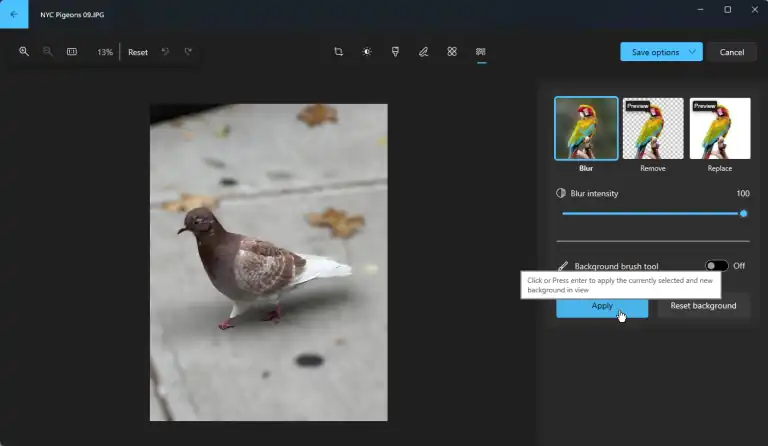 NYC Pigeons 09.JPG
13%
Reset
Save options
Cancel
Preview
Preview
Blur
Remove
Replace
Blur intensity
100
Background brush tool
Off
Click or Press enter to apply the currently selected and new
background in view
Apply
Reset background